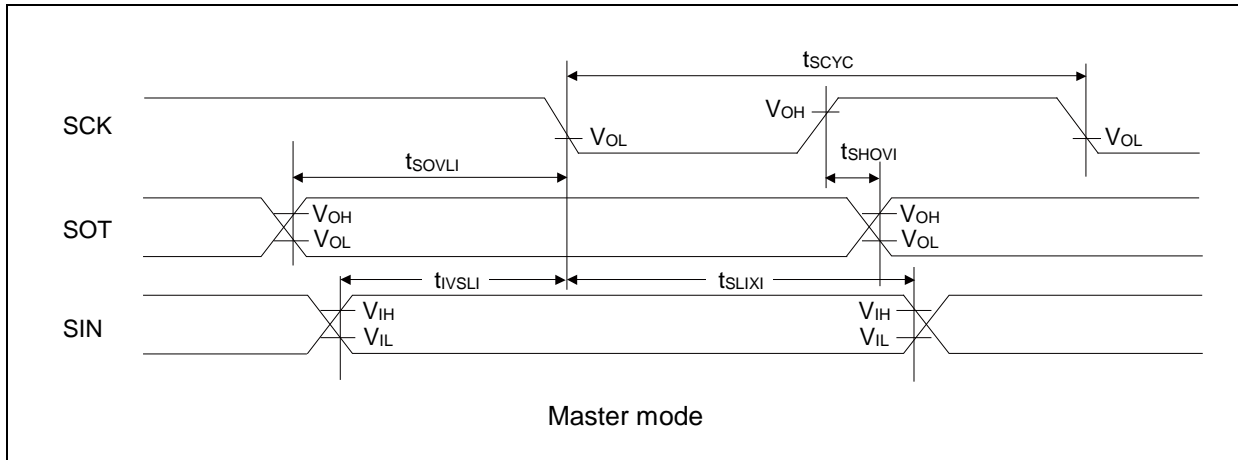 tSCYC
SCK
VOH
VOL
tSHOVI
VOL
tSOVLI
SOT
VOH
VOL
VOH
VOL
tIVSLI
tSLIXI
SIN
VIH
VIL
VIH
VIL
Master mode